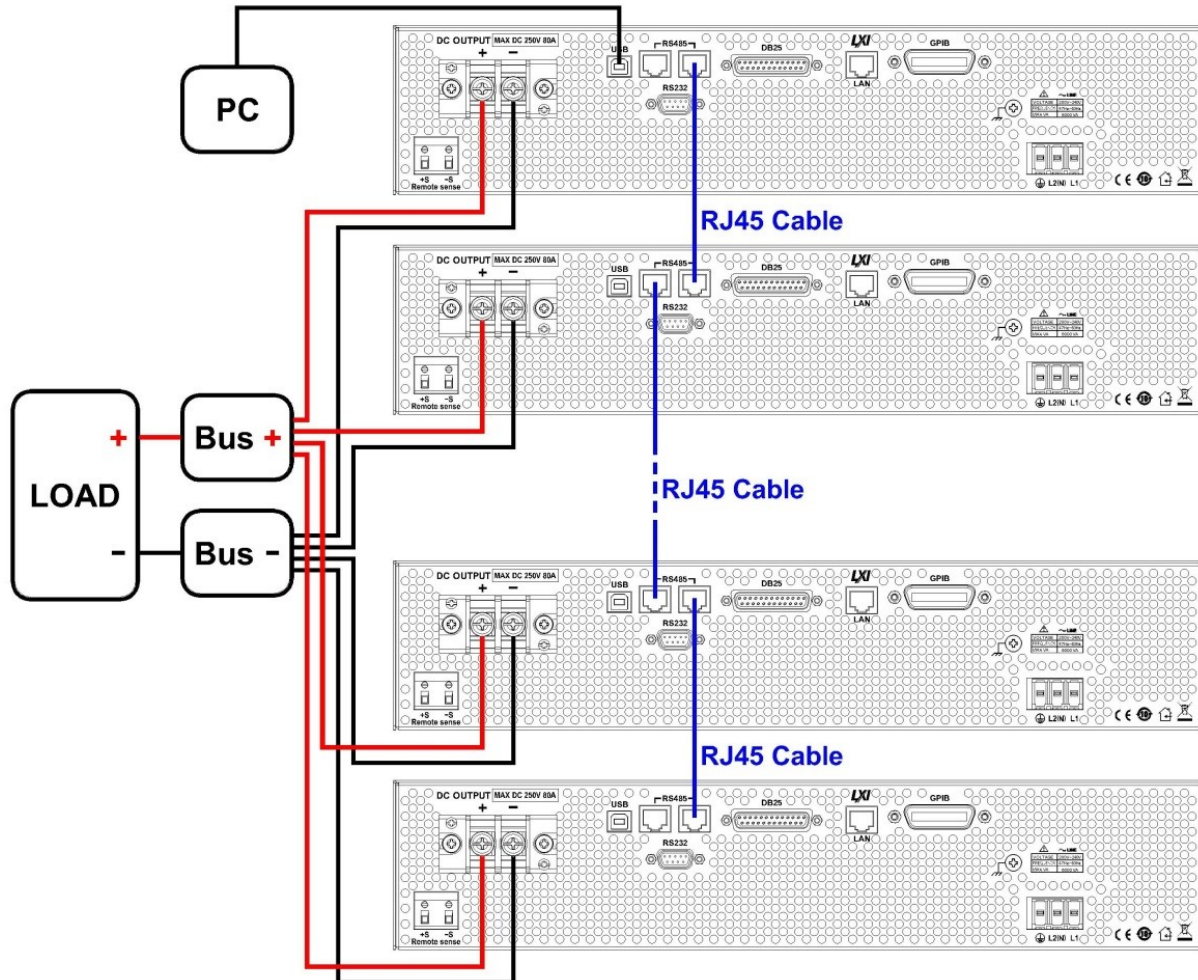 PC
DC OUTPUT MAX DC 250V 80A
+ −
USB
RS485
DB25
LXI
LAN
GPIB
RS232
+S −S
Remote sense
L2(N) L1
RJ45 Cable
DC OUTPUT MAX DC 250V 80A
+ −
USB
RS485
DB25
LXI
LAN
GPIB
RS232
+S −S
Remote sense
L2(N) L1
LOAD
+
−
Bus +
Bus −
RJ45 Cable
DC OUTPUT MAX DC 250V 80A
+ −
USB
RS485
DB25
LXI
LAN
GPIB
RS232
+S −S
Remote sense
L2(N) L1
RJ45 Cable
DC OUTPUT MAX DC 250V 80A
+ −
USB
RS485
DB25
LXI
LAN
GPIB
RS232
+S −S
Remote sense
L2(N) L1